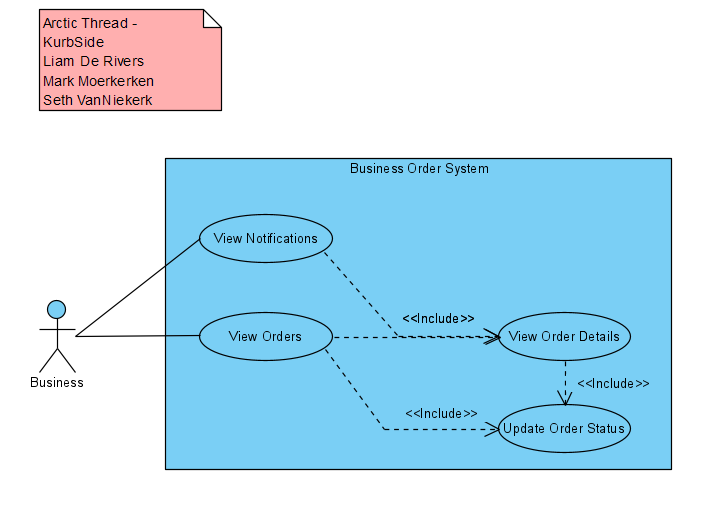 Arctic Thread -
KurbSide
Liam De Rivers
Mark Moerkerken
Seth VanNiekerk
Business Order System
View Notifications
<<Include>>
View Orders
View Order Details
Business
<<Include>>
<<Include>>
Update Order Status